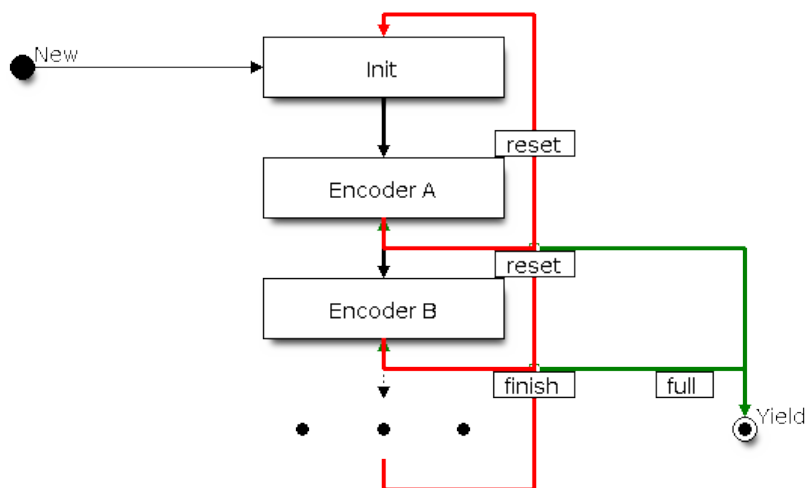 New
Init
reset
Encoder A
reset
Encoder B
finish
full
Yield